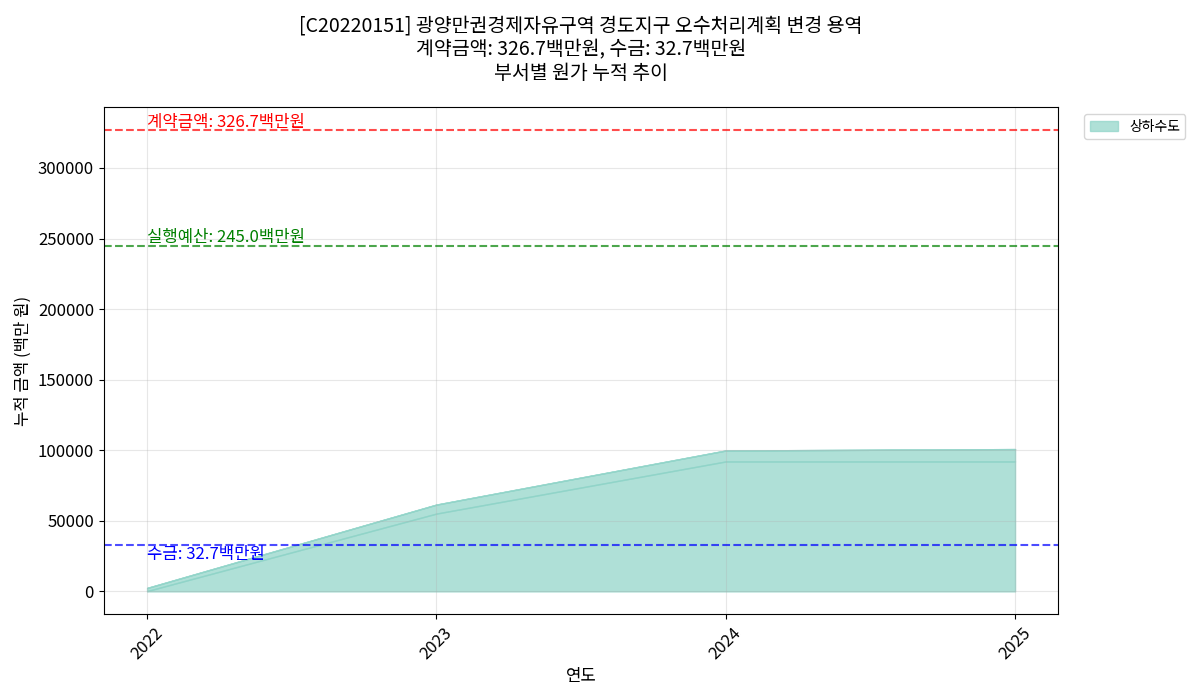 [C20220151] 광양만권경제자유구역 경도지구 오수처리계획 변경 용역
계약금액: 326.7백만원, 수금: 32.7백만원
부서별 원가 누적 추이
계약금액: 326.7백만원
상하수도
300000
실행예산: 245.0백만원
250000
200000
누적 금액 (백만 원)
150000
100000
50000
수금: 32.7백만원
0
2022
2023
2024
2025
연도